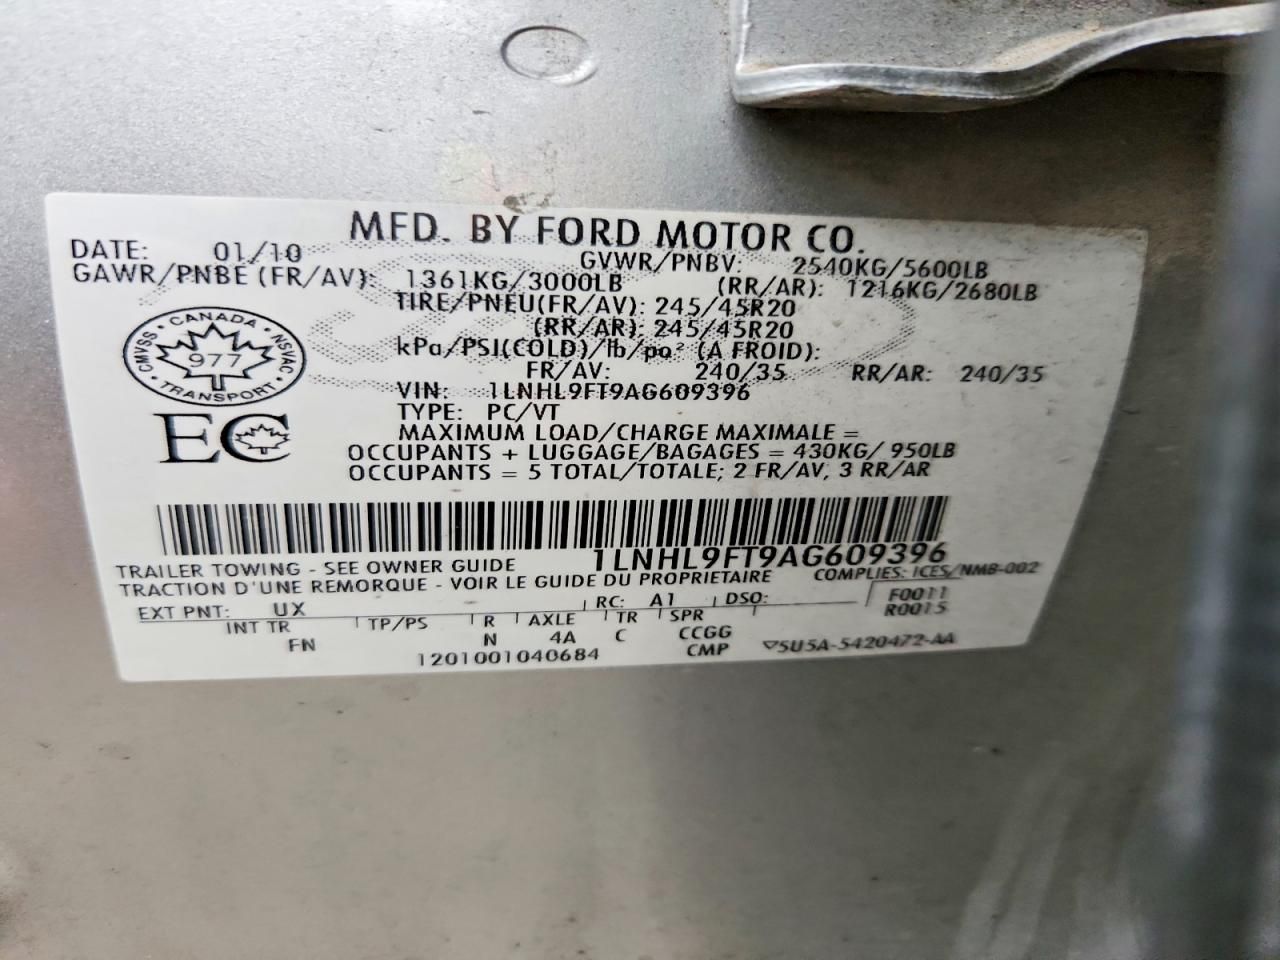 MFD. BY FORD MOTOR CO.
DATE: 01/10 GVWR/PNBV: 2540KG/5600LB
GAWR/PNBE (FR/AV): 1361KG/3000LB (RR/AR): 1216KG/2680LB
TIRE/PNEU(FR/AV): 245/45R20
(RR/AR): 245/45R20
kPa/PSI(COLD)/lb/po² (A FROID):
FR/AV: 240/35 RR/AR: 240/35
CANADA
CMVSS 977 NSVAC
TRANSPORT
EC
VIN: 1LNHL9FT9AG609396
TYPE: PC/VT
MAXIMUM LOAD/CHARGE MAXIMALE =
OCCUPANTS + LUGGAGE/BAGAGES = 430KG/ 950LB
OCCUPANTS = 5 TOTAL/TOTALE; 2 FR/AV, 3 RR/AR
1LNHL9FT9AG609396
TRAILER TOWING - SEE OWNER GUIDE
TRACTION D'UNE REMORQUE - VOIR LE GUIDE DU PROPRIETAIRE COMPLIES: ICES/NMB-002
EXT PNT: UX RC: A1 DSO: F0011
R0015
INT TR TP/PS R AXLE TR SPR
FN N 4A C CCGG
1201001040684 CMP ▽5U5A-5420472-AA